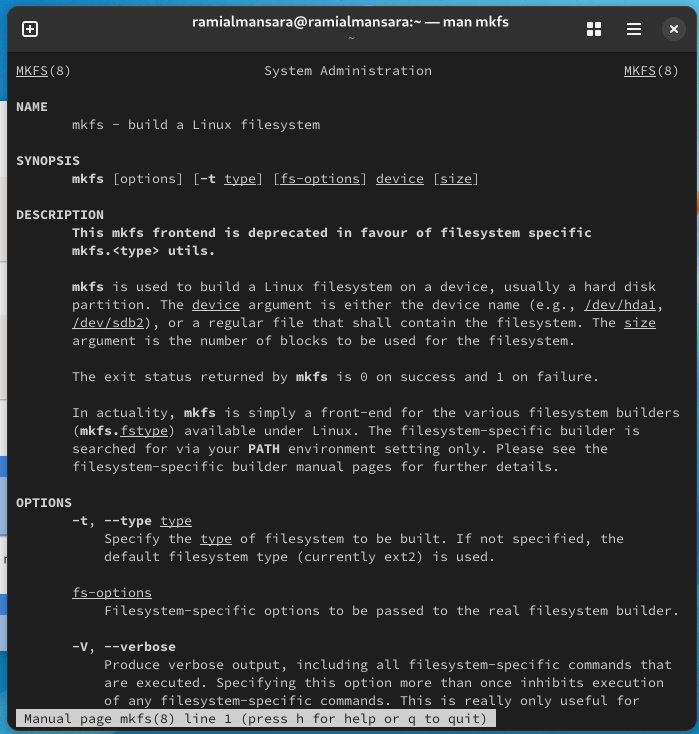 ramialmansara@ramialmansara:~ — man mkfs
~
MKFS(8) System Administration MKFS(8)
NAME
mkfs - build a Linux filesystem
SYNOPSIS
mkfs [options] [-t type] [fs-options] device [size]
DESCRIPTION
This mkfs frontend is deprecated in favour of filesystem specific
mkfs.<type> utils.
mkfs is used to build a Linux filesystem on a device, usually a hard disk
partition. The device argument is either the device name (e.g., /dev/hda1,
/dev/sdb2), or a regular file that shall contain the filesystem. The size
argument is the number of blocks to be used for the filesystem.
The exit status returned by mkfs is 0 on success and 1 on failure.
In actuality, mkfs is simply a front-end for the various filesystem builders
(mkfs.fstype) available under Linux. The filesystem-specific builder is
searched for via your PATH environment setting only. Please see the
filesystem-specific builder manual pages for further details.
OPTIONS
-t, --type type
Specify the type of filesystem to be built. If not specified, the
default filesystem type (currently ext2) is used.
fs-options
Filesystem-specific options to be passed to the real filesystem builder.
-V, --verbose
Produce verbose output, including all filesystem-specific commands that
are executed. Specifying this option more than once inhibits execution
of any filesystem-specific commands. This is really only useful for
Manual page mkfs(8) line 1 (press h for help or q to quit)